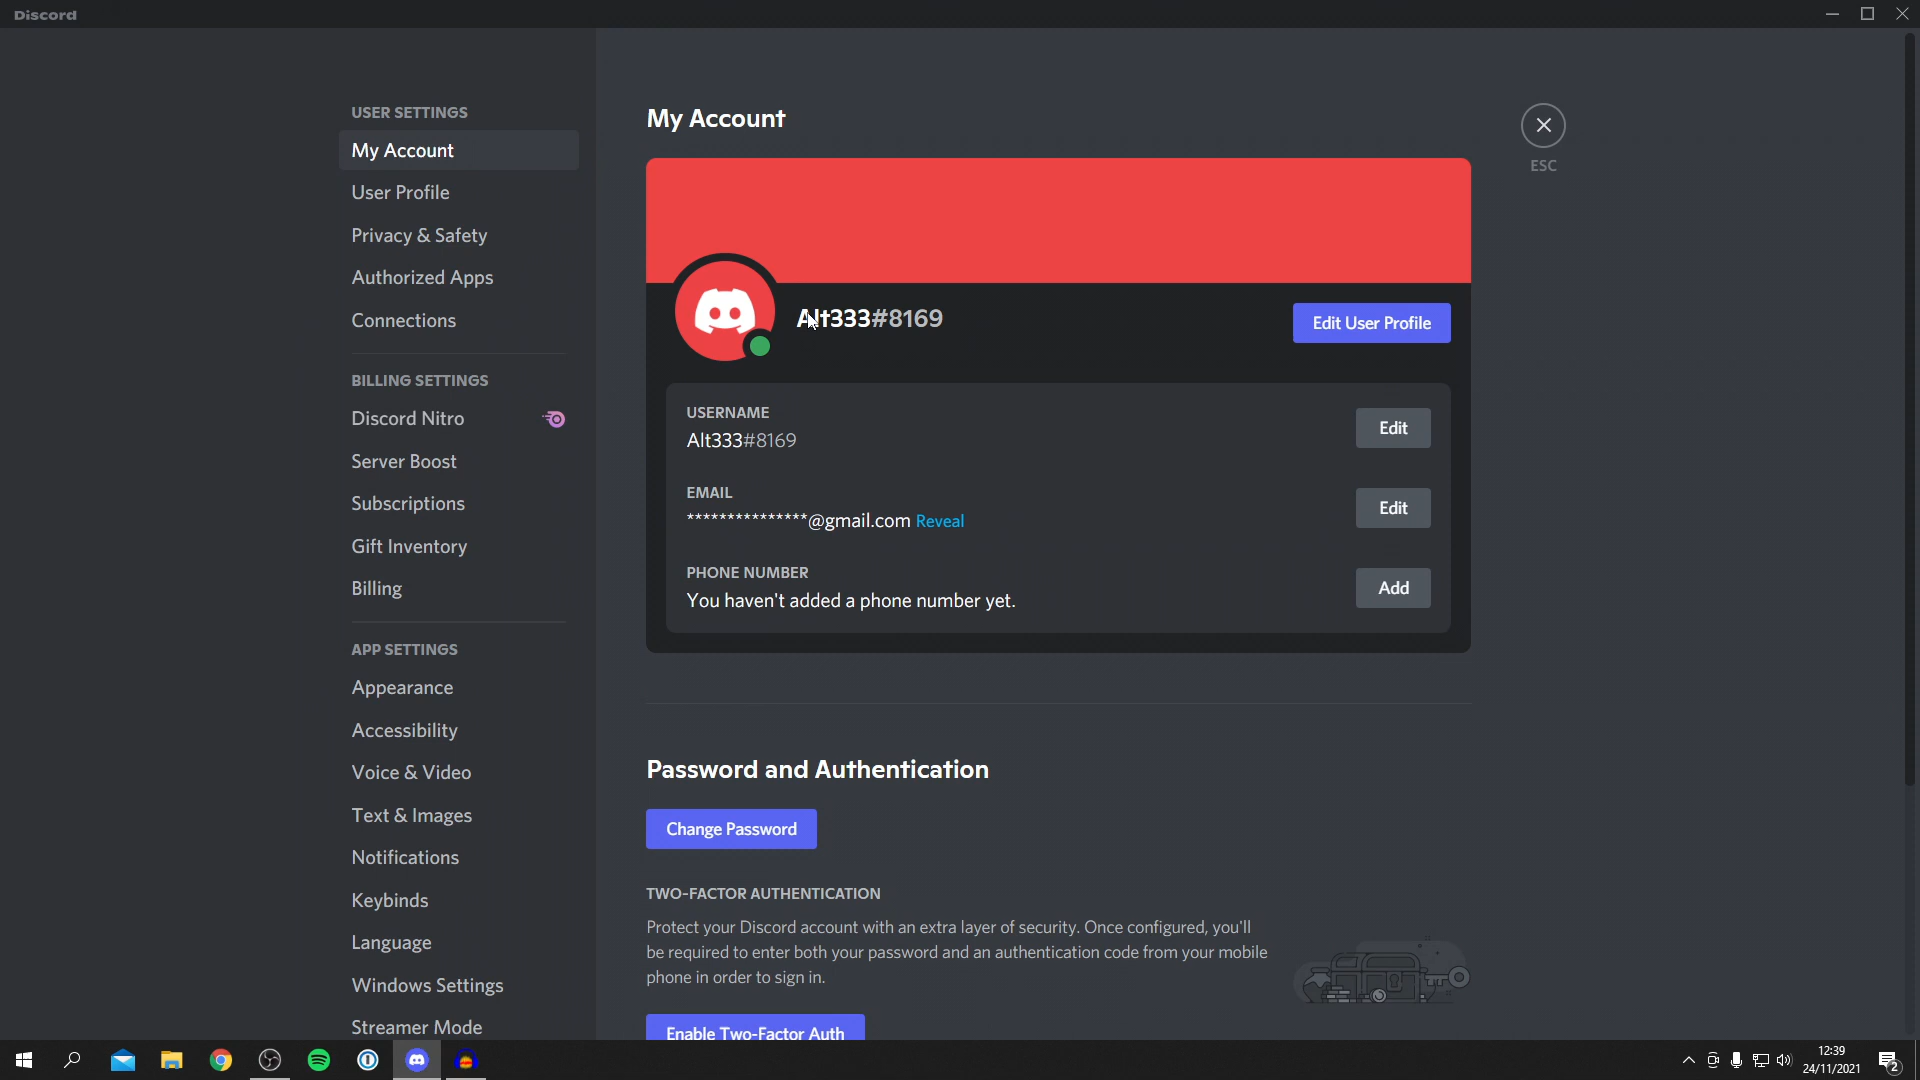 Discord
USER SETTINGS
My Account
User Profile
Privacy & Safety
Authorized Apps
Connections
BILLING SETTINGS
Discord Nitro
Server Boost
Subscriptions
Gift Inventory
Billing
APP SETTINGS
Appearance
Accessibility
Voice & Video
Text & Images
Notifications
Keybinds
Language
Windows Settings
Streamer Mode
My Account
ESC
Alt333#8169
Edit User Profile
USERNAME
Alt333#8169
Edit
EMAIL
***************@gmail.com Reveal
Edit
PHONE NUMBER
You haven't added a phone number yet.
Add
Password and Authentication
Change Password
TWO-FACTOR AUTHENTICATION
Protect your Discord account with an extra layer of security. Once configured, you'll
be required to enter both your password and an authentication code from your mobile
phone in order to sign in.
Enable Two-Factor Auth
12:39
24/11/2021
2